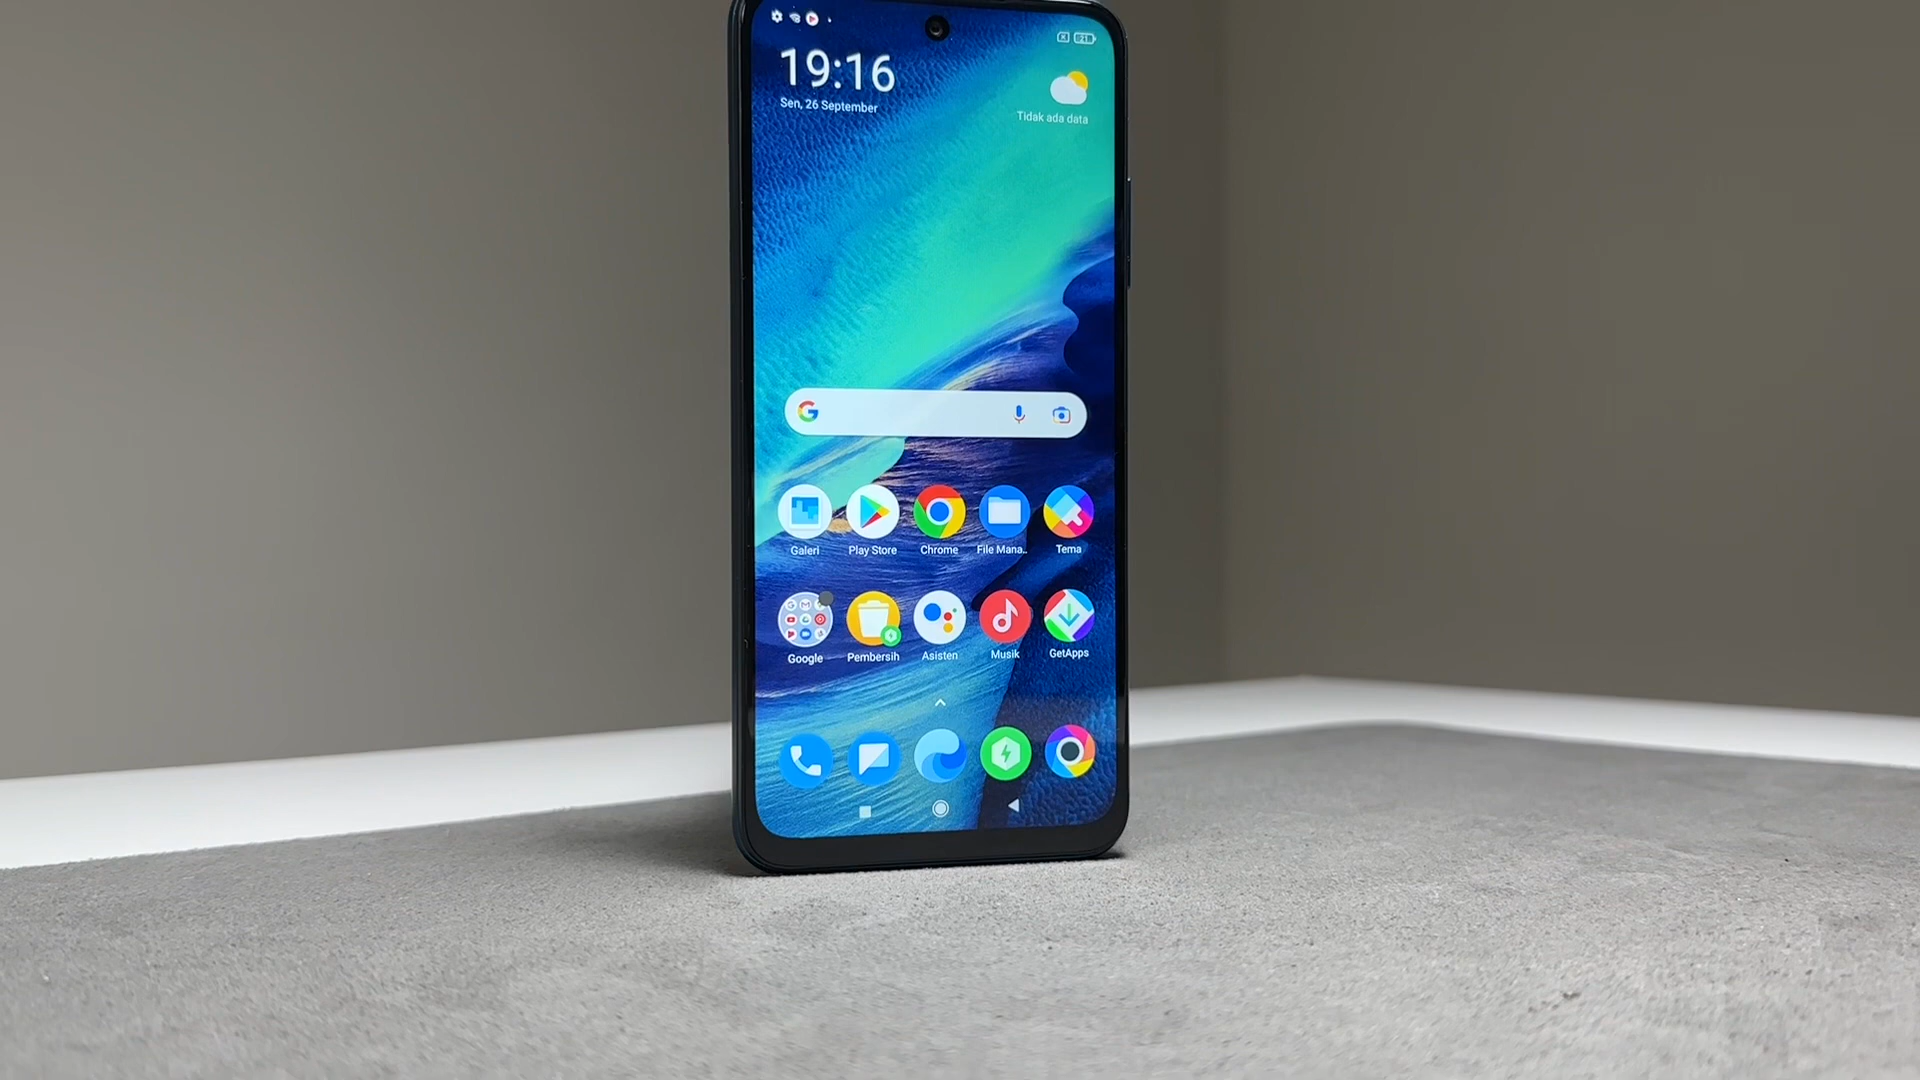 19:16
21
Sen, 26 September
Tidak ada data
Galeri
Play Store
Chrome
File Mana..
Tema
Google
Pembersih
Asisten
Musik
GetApps